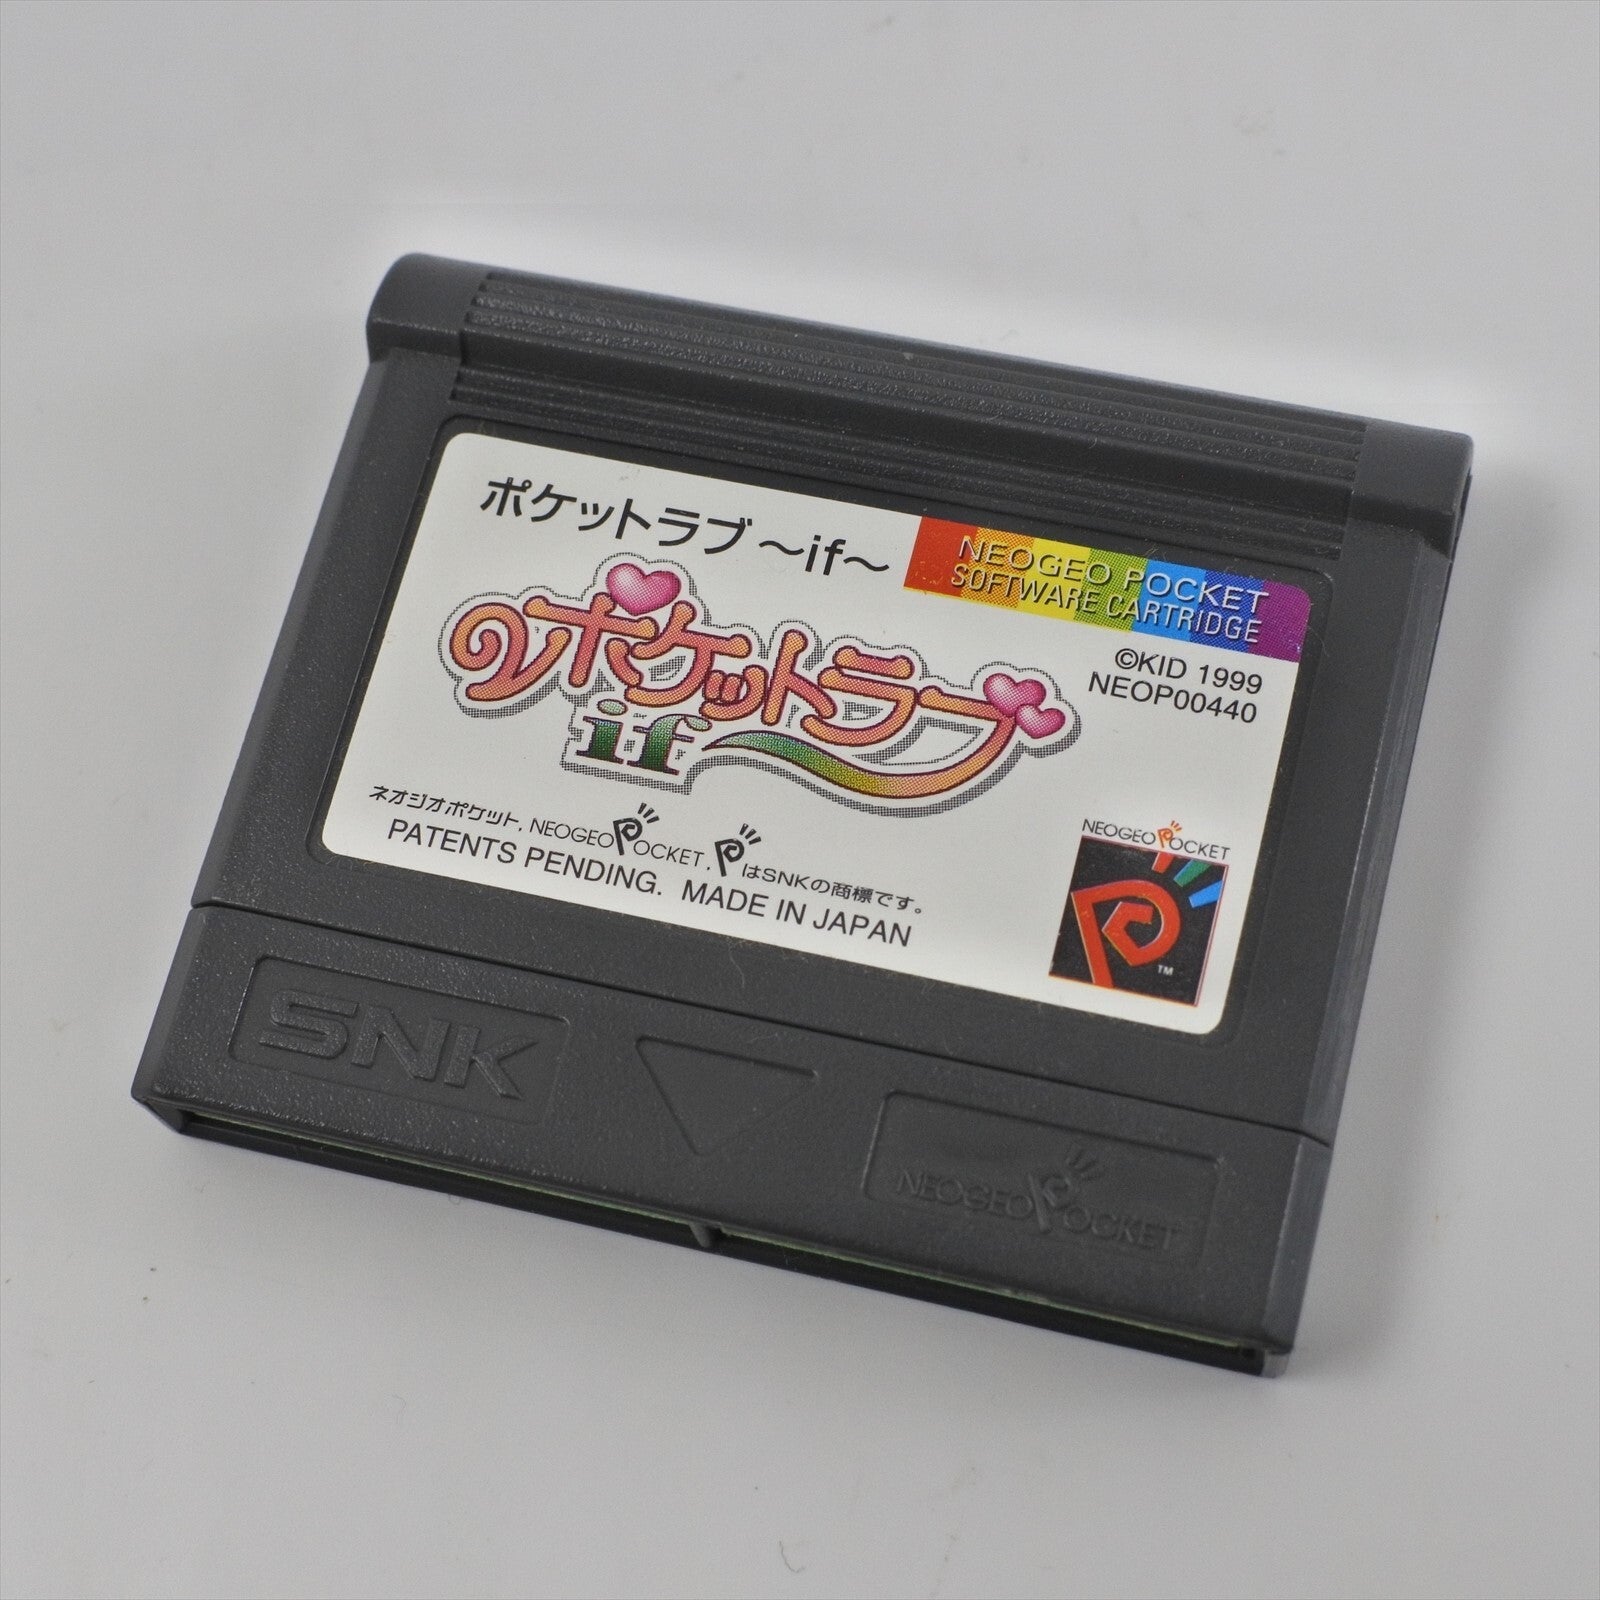 ポケットラブ～if～
NEOGEO POCKET
SOFTWARE CARTRIDGE
ポケットラブ
if
©KID 1999
NEOP00440
ネオジオポケット, NEOGEO POCKET, PはSNKの商標です。
PATENTS PENDING. MADE IN JAPAN
NEOGEO POCKET
P
TM
SNK
NEOGEO POCKET